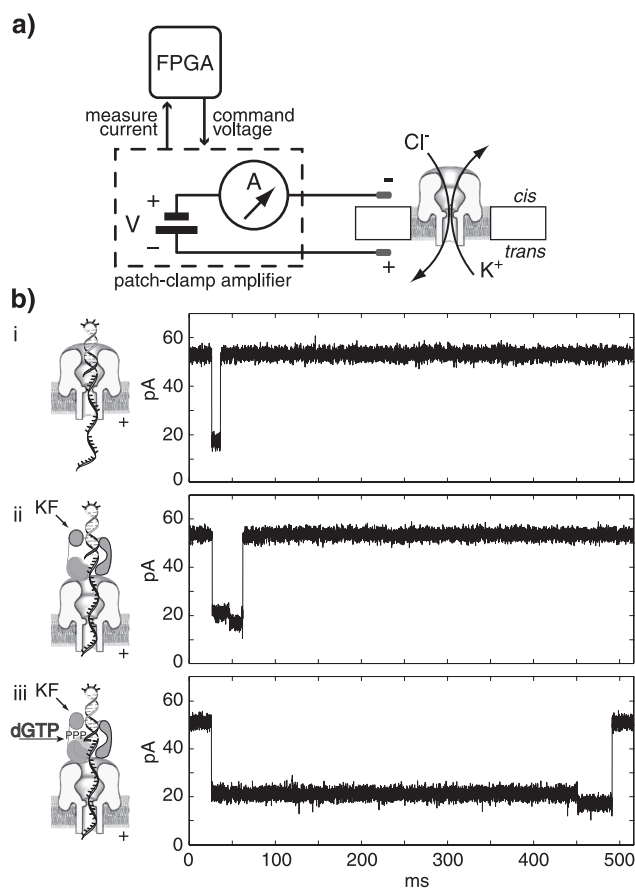 a)
FPGA
measure current
command voltage
A
+
V
−
patch-clamp amplifier
-
+
Cl-
cis
trans
K+
b)
i
+
pA
60
40
20
0
ii
KF
+
pA
60
40
20
0
iii
KF
dGTP
PPP
+
pA
60
40
20
0
0 100 200 300 400 500
ms